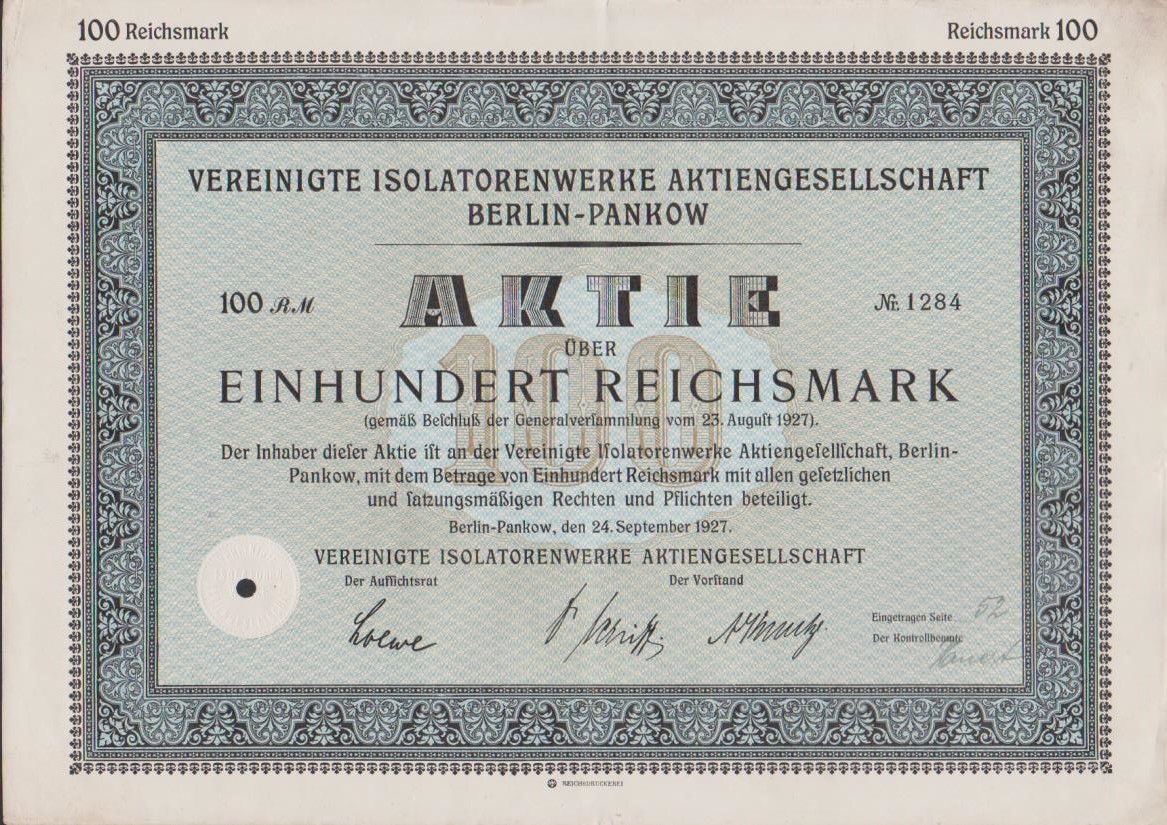 100 Reichsmark
Reichsmark 100
VEREINIGTE ISOLATORENWERKE AKTIENGESELLSCHAFT
BERLIN-PANKOW
100 RM
AKTIE
Nr. 1284
ÜBER
100
EINHUNDERT REICHSMARK
(gemäß Beſchluß der Generalverſammlung vom 23. Auguſt 1927).
Der Inhaber dieſer Aktie iſt an der Vereinigte Iſolatorenwerke Aktiengeſellſchaft, Berlin-
Pankow, mit dem Betrage von Einhundert Reichsmark mit allen geſetzlichen
und ſatzungsmäßigen Rechten und Pflichten beteiligt.
Berlin-Pankow, den 24. September 1927.
VEREINIGTE ISOLATORENWERKE AKTIENGESELLSCHAFT
Der Aufſichtsrat
Der Vorſtand
Loewe
Eingetragen Seite 52
Der Kontrollbeamte
REICHSDRUCKEREI